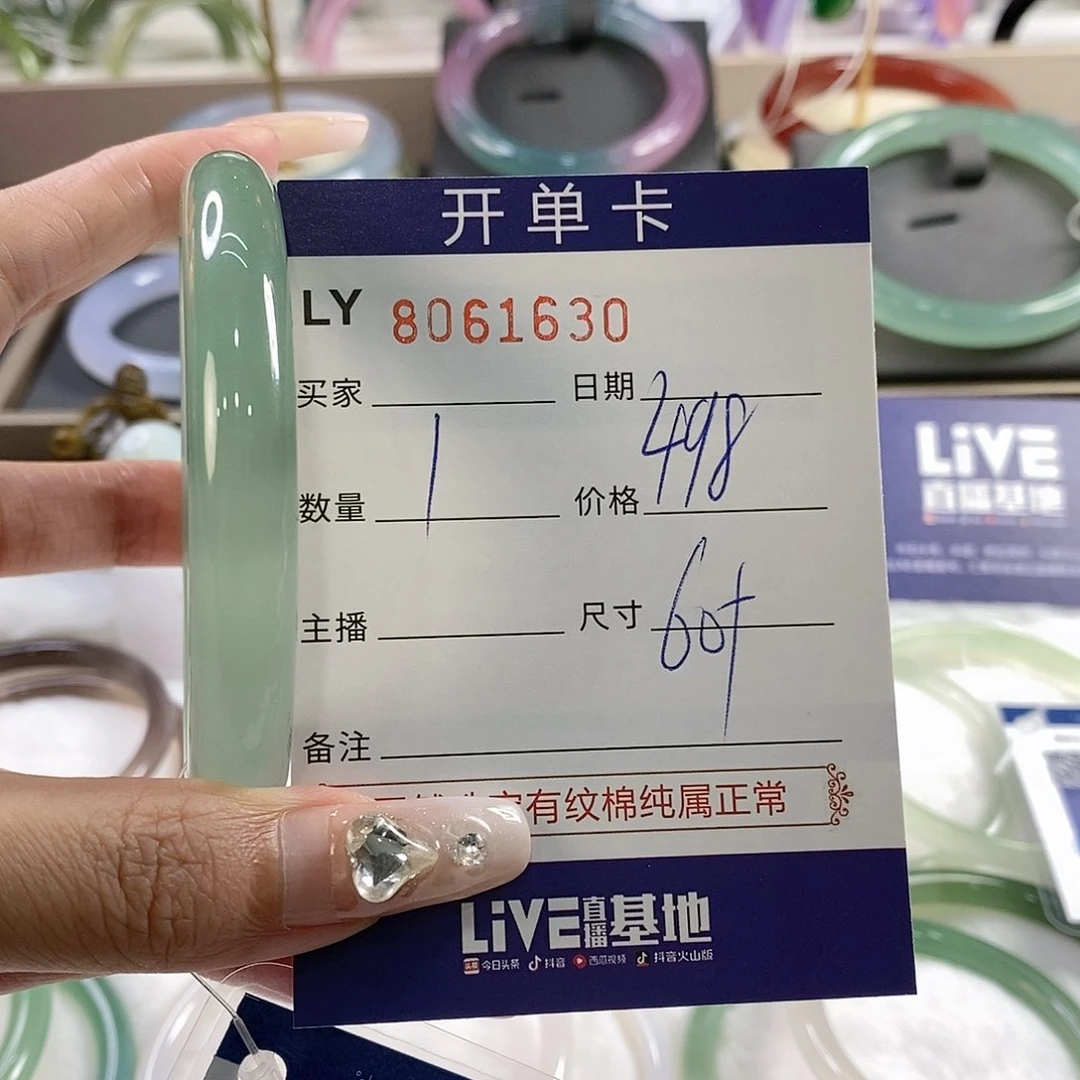 开单卡
LY 8061630
买家 日期
数量 1 价格 498
主播 尺寸 60+
备注
有纹棉纯属正常
LiVE直播基地
今日头条 抖音 西瓜视频 抖音火山版
LiVE
直播基地